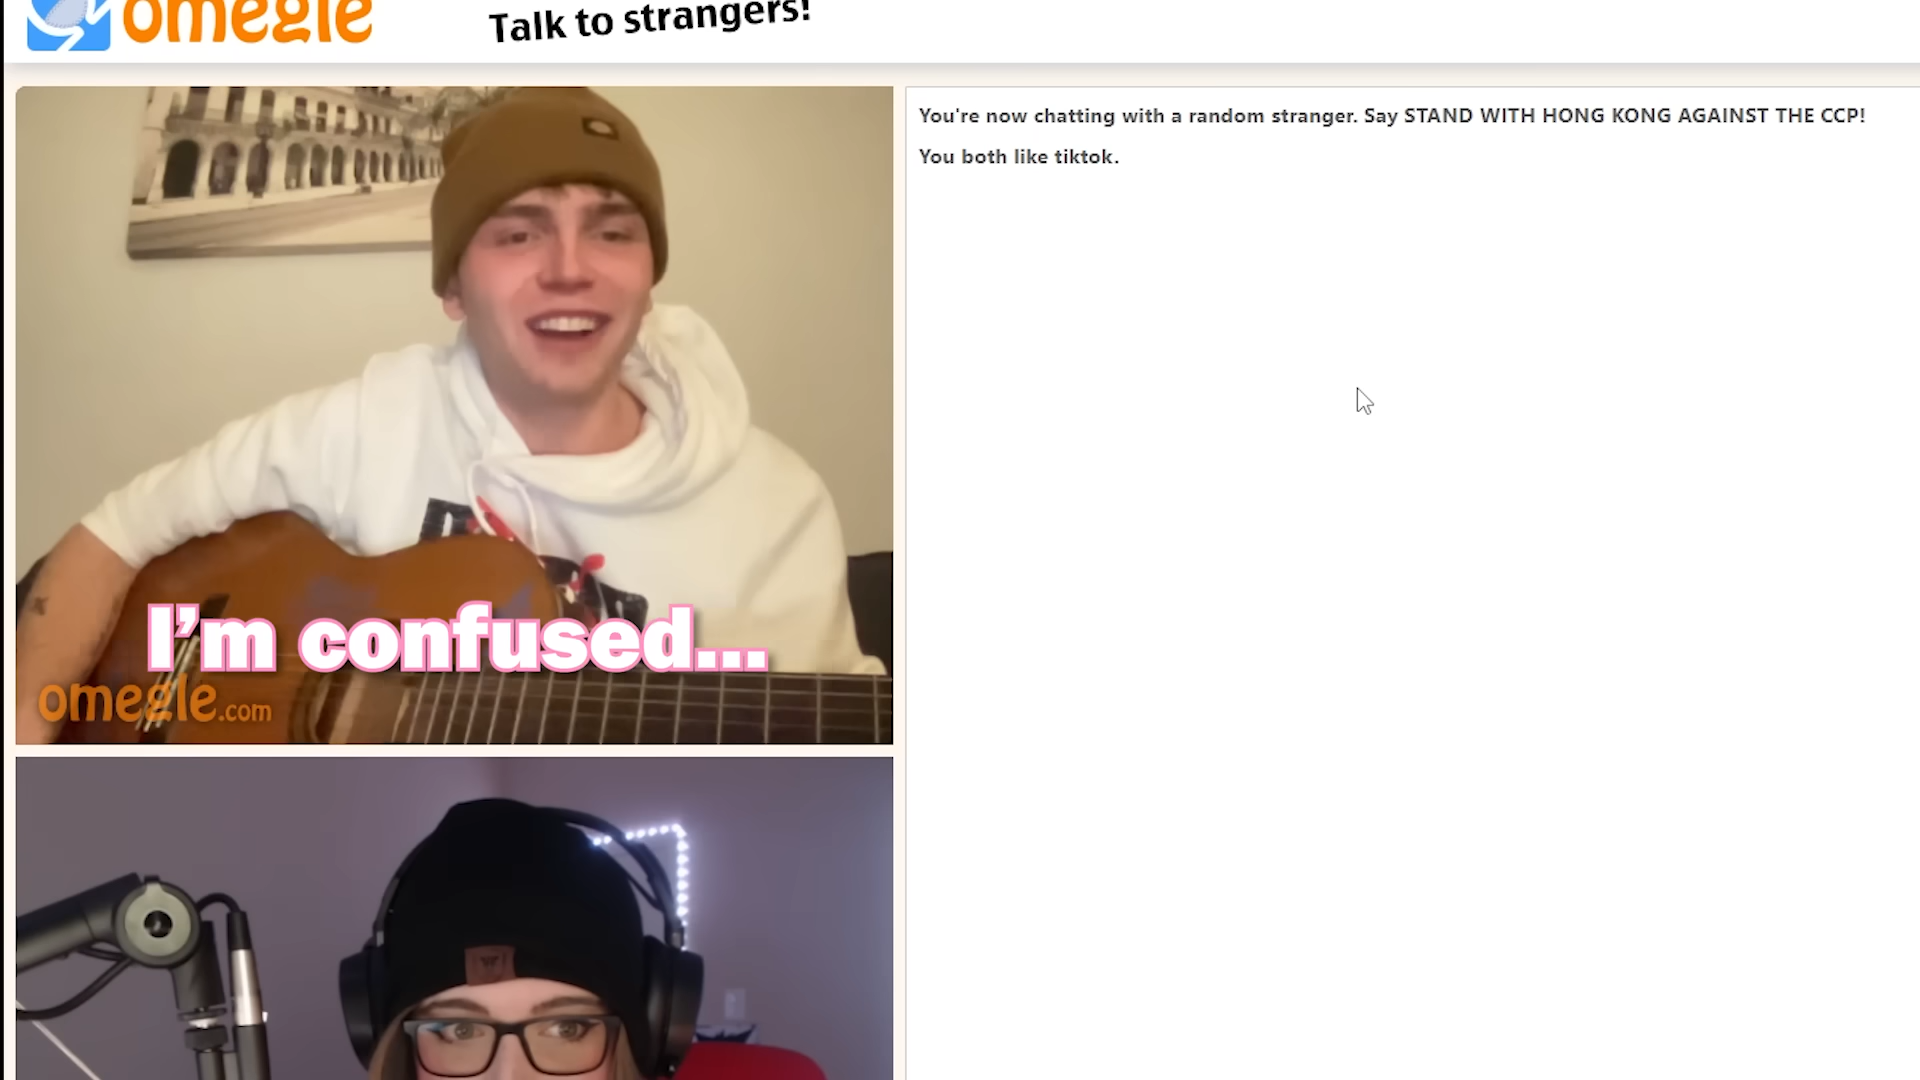 omegle
Talk to strangers!
You're now chatting with a random stranger. Say STAND WITH HONG KONG AGAINST THE CCP!
You both like tiktok.
I'm confused...
omegle.com